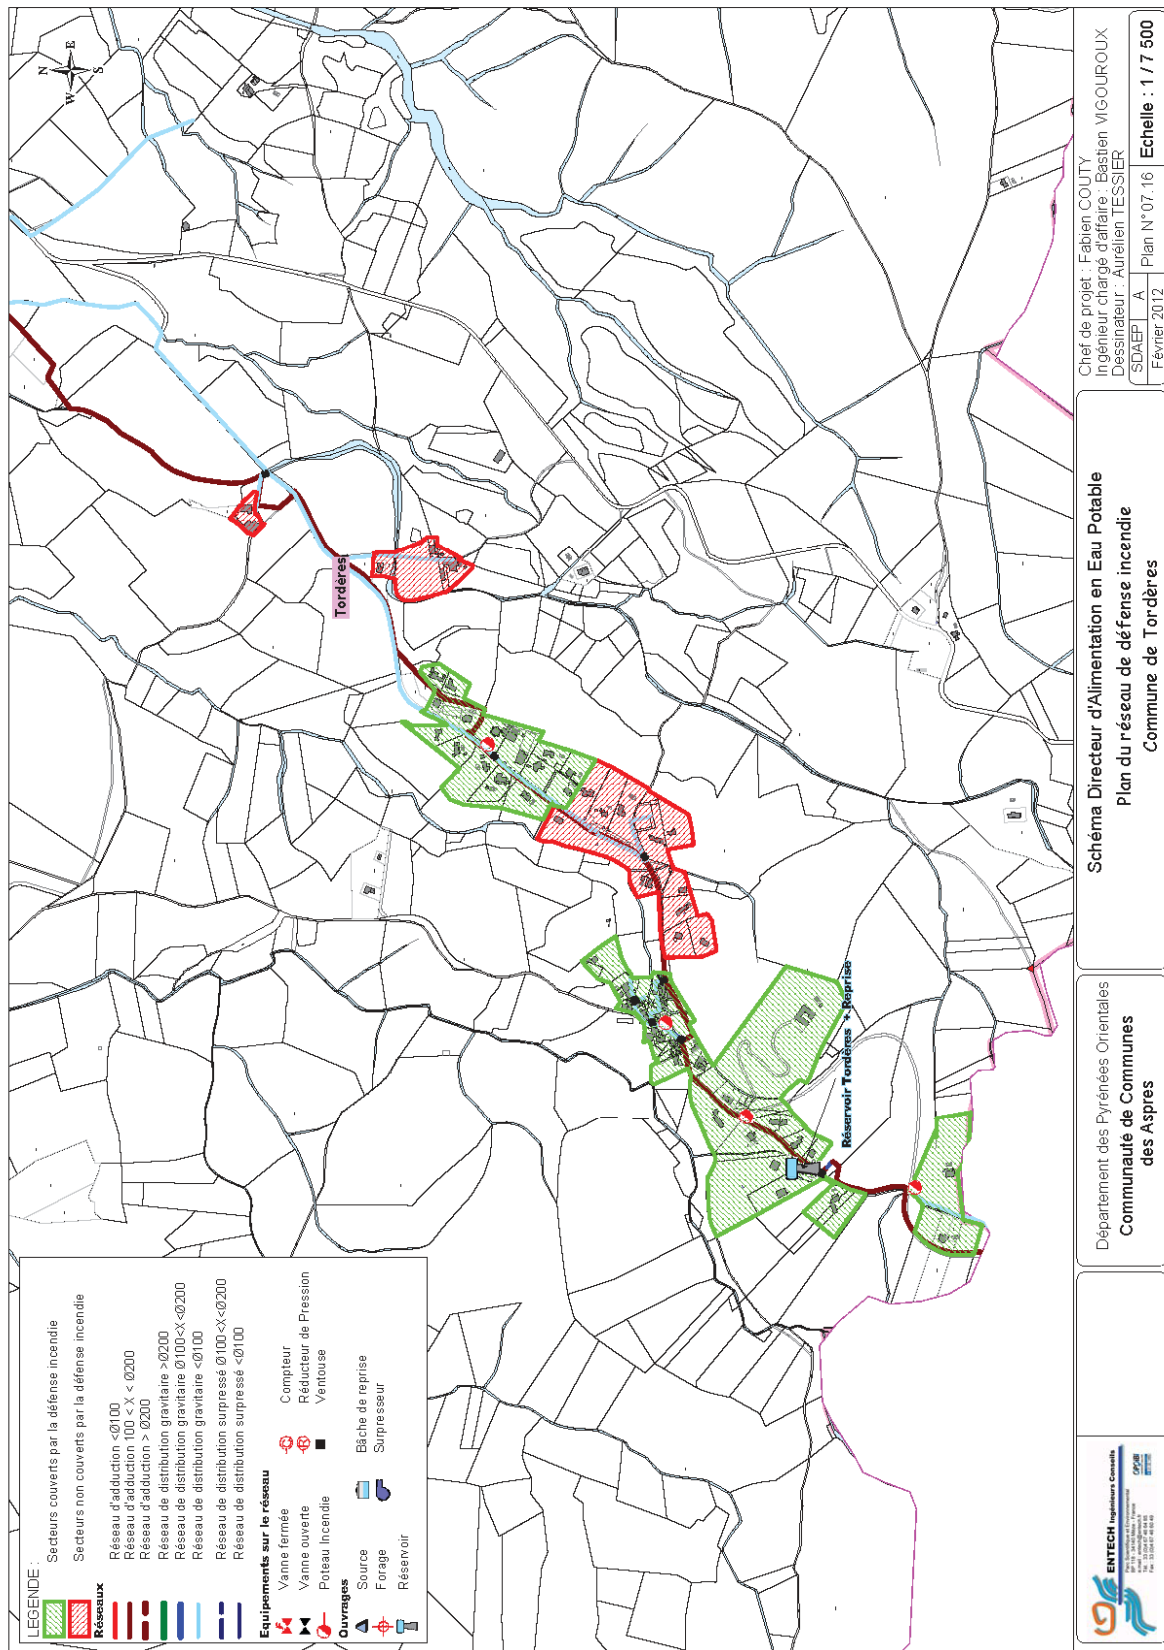 N
W E
S
Tordères
Réservoir Tordères + Reprise
LEGENDE :
Secteurs couverts par la défense incendie
Secteurs non couverts par la défense incendie
Réseaux
Réseau d'adduction <Ø100
Réseau d'adduction 100 < X < Ø200
Réseau d'adduction > Ø200
Réseau de distribution gravitaire >Ø200
Réseau de distribution gravitaire Ø100<X<Ø200
Réseau de distribution gravitaire <Ø100
Réseau de distribution surpressé Ø100<X<Ø200
Réseau de distribution surpressé <Ø100
Equipements sur le réseau
Vanne fermée
Vanne ouverte
Poteau Incendie
Compteur
Réducteur de Pression
Ventouse
Ouvrages
Source
Forage
Réservoir
Bâche de reprise
Surpresseur
ENTECH Ingénieurs Conseils
Département des Pyrénées Orientales
Communauté de Communes
des Aspres
Schéma Directeur d'Alimentation en Eau Potable
Plan du réseau de défense incendie
Commune de Tordères
Chef de projet : Fabien COUTY
Ingénieur chargé d'affaire : Bastien VIGOUROUX
Dessinateur : Aurélien TESSIER
SDAEP A Plan N°07.16 Echelle : 1 / 7 500
Février 2012